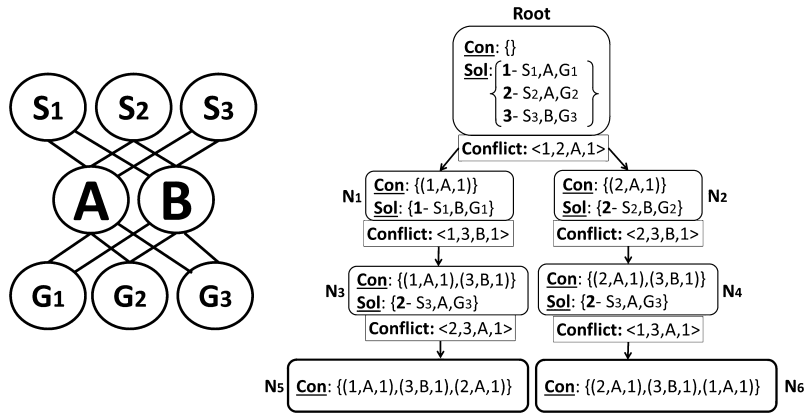 S1 S2 S3
A B
G1 G2 G3
Root
Con: {}
Sol: { 1- S1,A,G1
2- S2,A,G2
3- S3,B,G3 }
Conflict: <1,2,A,1>
N1
Con: {(1,A,1)}
Sol: {1- S1,B,G1}
Conflict: <1,3,B,1>
Con: {(2,A,1)}
Sol: {2- S2,B,G2}
N2
Conflict: <2,3,B,1>
N3
Con: {(1,A,1),(3,B,1)}
Sol: {2- S3,A,G3}
Conflict: <2,3,A,1>
Con: {(2,A,1),(3,B,1)}
Sol: {2- S3,A,G3}
N4
Conflict: <1,3,A,1>
N5
Con: {(1,A,1),(3,B,1),(2,A,1)}
Con: {(2,A,1),(3,B,1),(1,A,1)}
N6